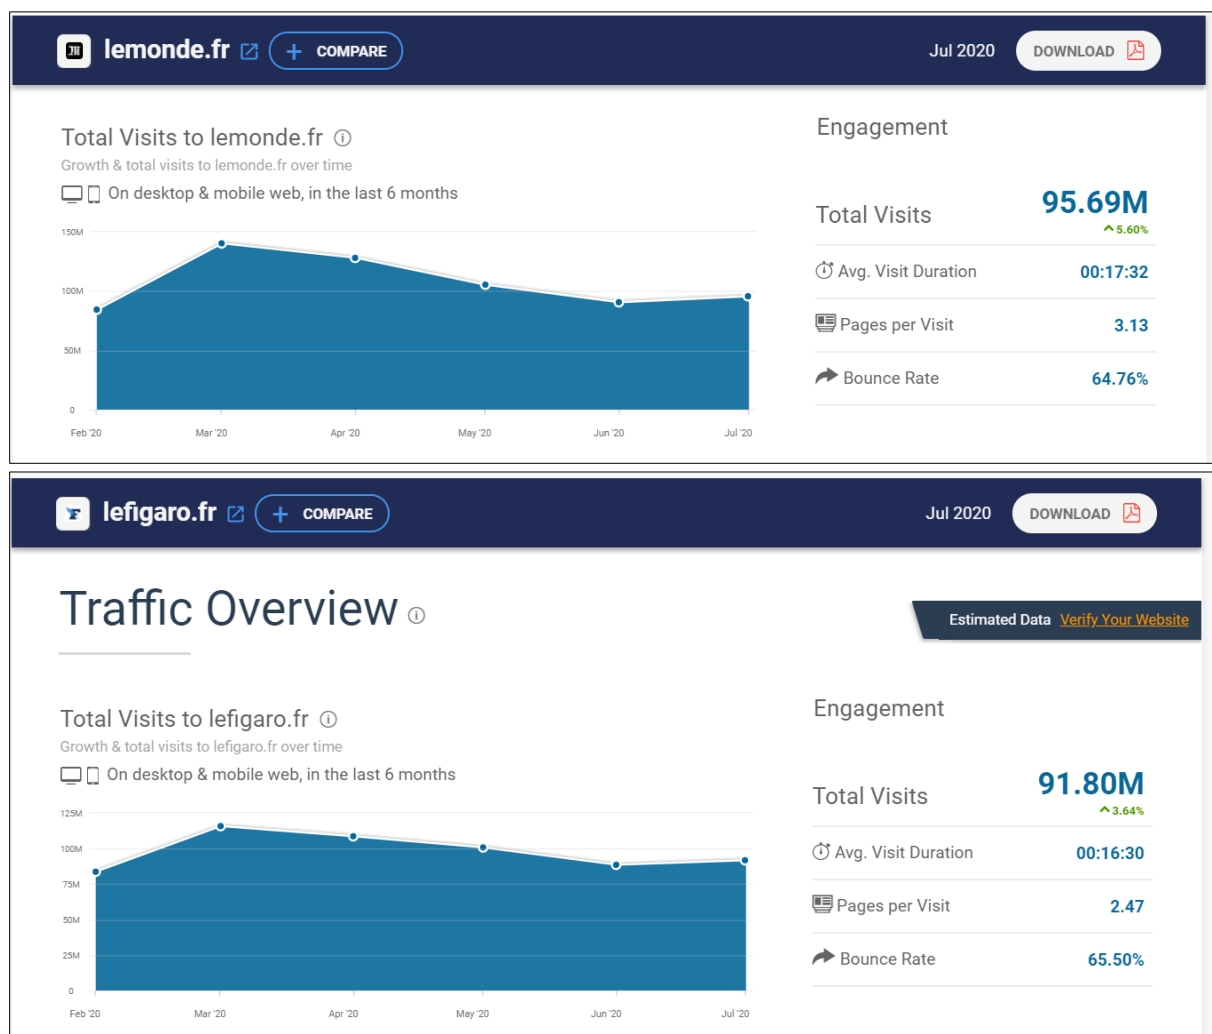 lemonde.fr + COMPARE Jul 2020 DOWNLOAD
Total Visits to lemonde.fr
Growth & total visits to lemonde.fr over time
On desktop & mobile web, in the last 6 months
150M
100M
50M
0
Feb '20 Mar '20 Apr '20 May '20 Jun '20 Jul '20
Engagement
Total Visits 95.69M
5.60%
Avg. Visit Duration 00:17:32
Pages per Visit 3.13
Bounce Rate 64.76%
lefigaro.fr + COMPARE Jul 2020 DOWNLOAD
Traffic Overview
Estimated Data Verify Your Website
Total Visits to lefigaro.fr
Growth & total visits to lefigaro.fr over time
On desktop & mobile web, in the last 6 months
125M
100M
75M
50M
25M
0
Feb '20 Mar '20 Apr '20 May '20 Jun '20 Jul '20
Engagement
Total Visits 91.80M
3.64%
Avg. Visit Duration 00:16:30
Pages per Visit 2.47
Bounce Rate 65.50%